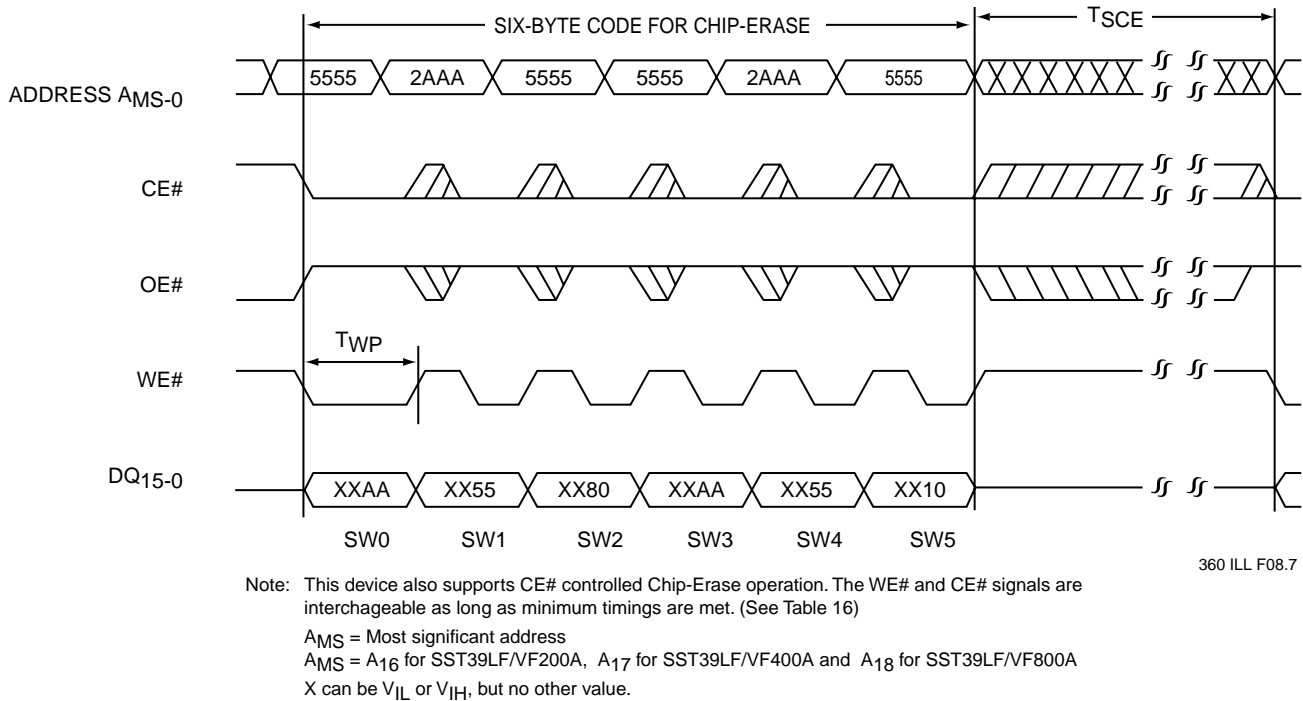 SIX-BYTE CODE FOR CHIP-ERASE
TSCE
ADDRESS AMS-0
5555 2AAA 5555 5555 2AAA 5555
CE#
OE#
TWP
WE#
DQ15-0
XXAA XX55 XX80 XXAA XX55 XX10
SW0 SW1 SW2 SW3 SW4 SW5
360 ILL F08.7
Note: This device also supports CE# controlled Chip-Erase operation. The WE# and CE# signals are
interchageable as long as minimum timings are met. (See Table 16)
AMS = Most significant address
AMS = A16 for SST39LF/VF200A, A17 for SST39LF/VF400A and A18 for SST39LF/VF800A
X can be VIL or VIH, but no other value.